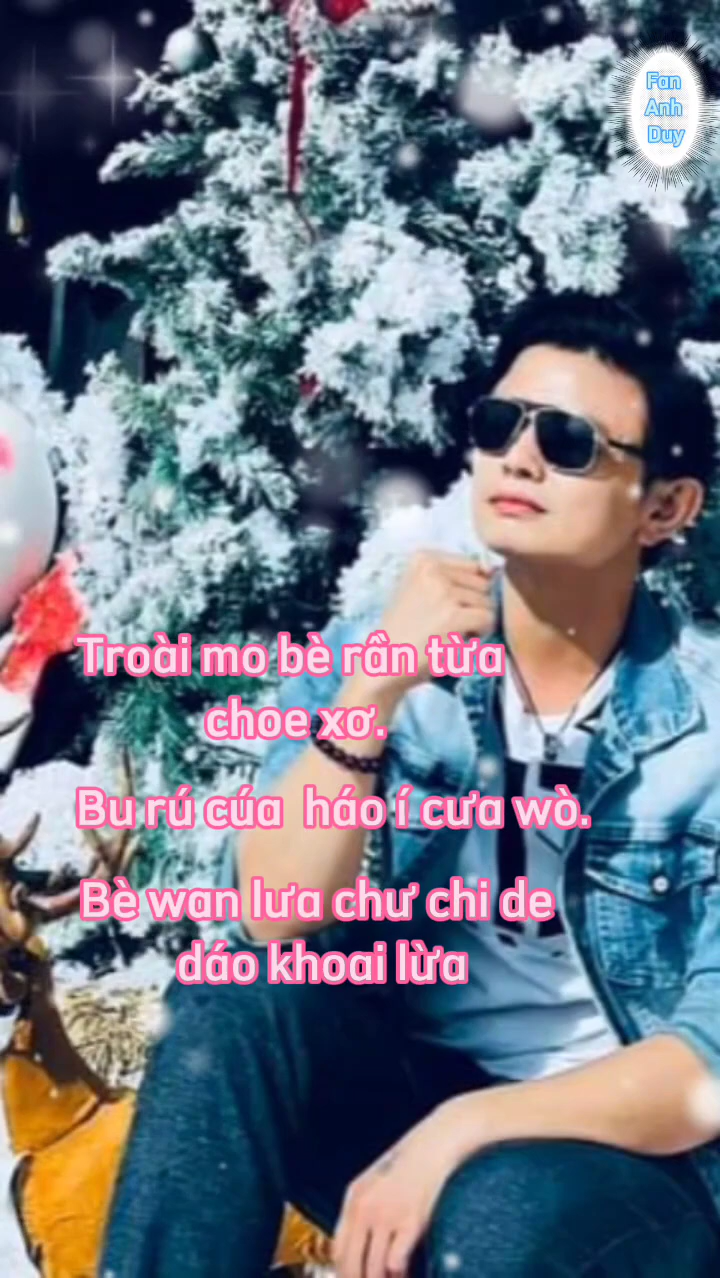 Fan
Anh
Duy
Troài mo bè rần từa
choe xơ.
Bu rú cúa háo í cưa wò.
Bè wan lưa chư chi de
dáo khoai lừa